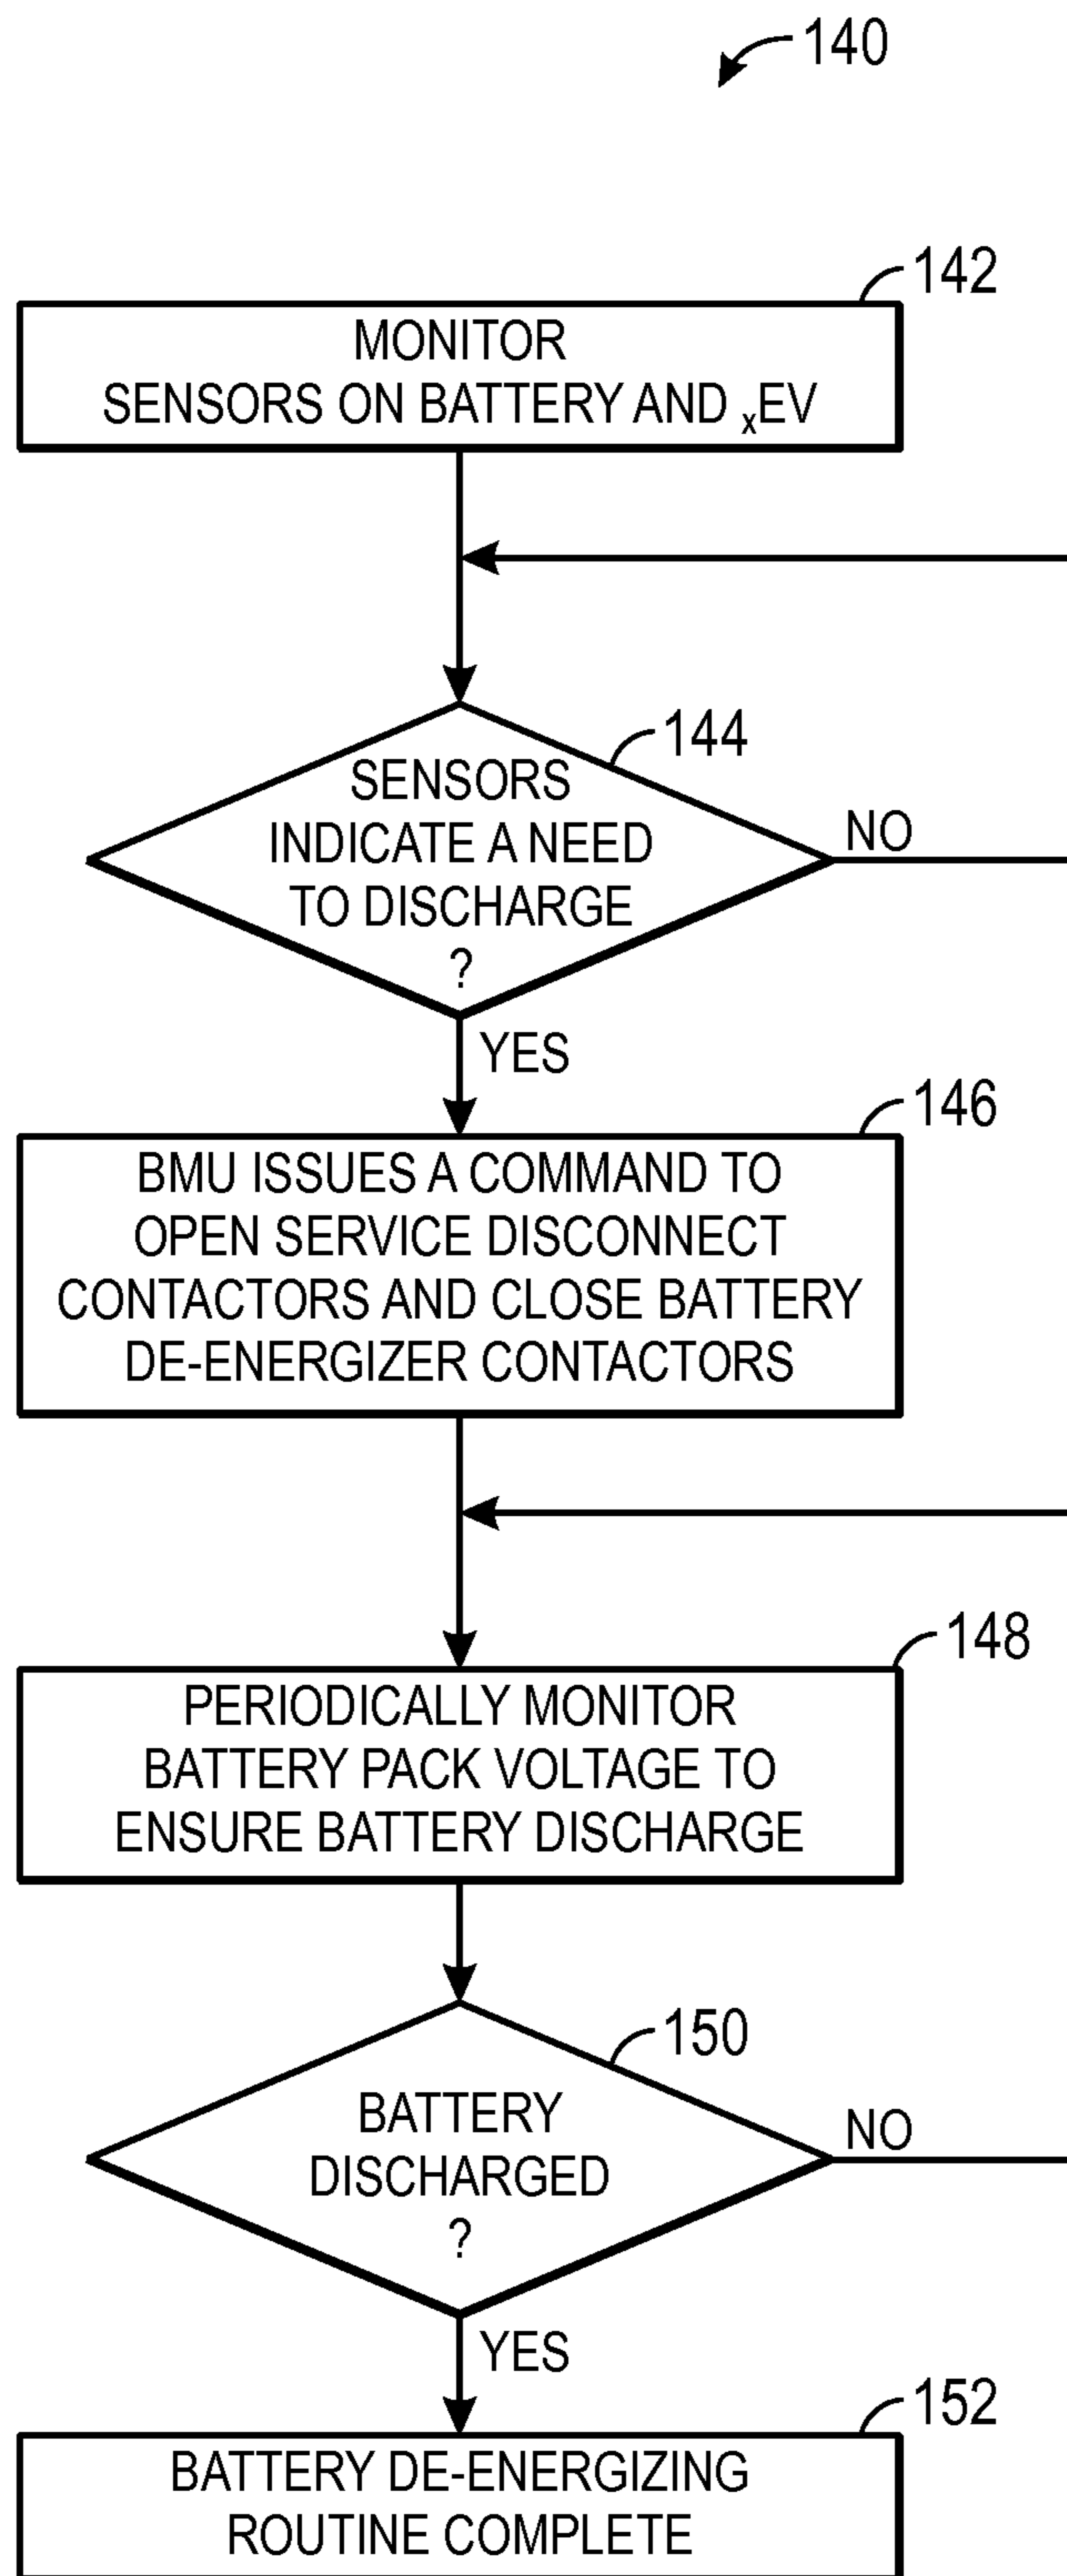 140
142
MONITOR
SENSORS ON BATTERY AND xEV
144
SENSORS
INDICATE A NEED
TO DISCHARGE
?
NO
YES
146
BMU ISSUES A COMMAND TO
OPEN SERVICE DISCONNECT
CONTACTORS AND CLOSE BATTERY
DE-ENERGIZER CONTACTORS
148
PERIODICALLY MONITOR
BATTERY PACK VOLTAGE TO
ENSURE BATTERY DISCHARGE
150
BATTERY
DISCHARGED
?
NO
YES
152
BATTERY DE-ENERGIZING
ROUTINE COMPLETE